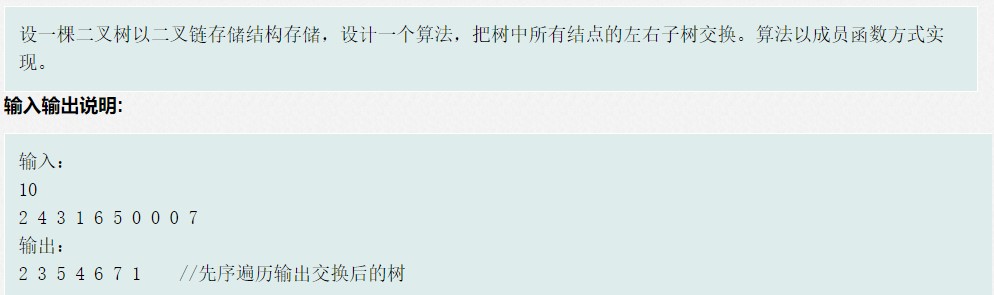 设一棵二叉树以二叉链存储结构存储，设计一个算法，把树中所有结点的左右子树交换。算法以成员函数方式实
现。
输入输出说明:
输入：
10
2 4 3 1 6 5 0 0 0 7
输出：
2 3 5 4 6 7 1 //先序遍历输出交换后的树